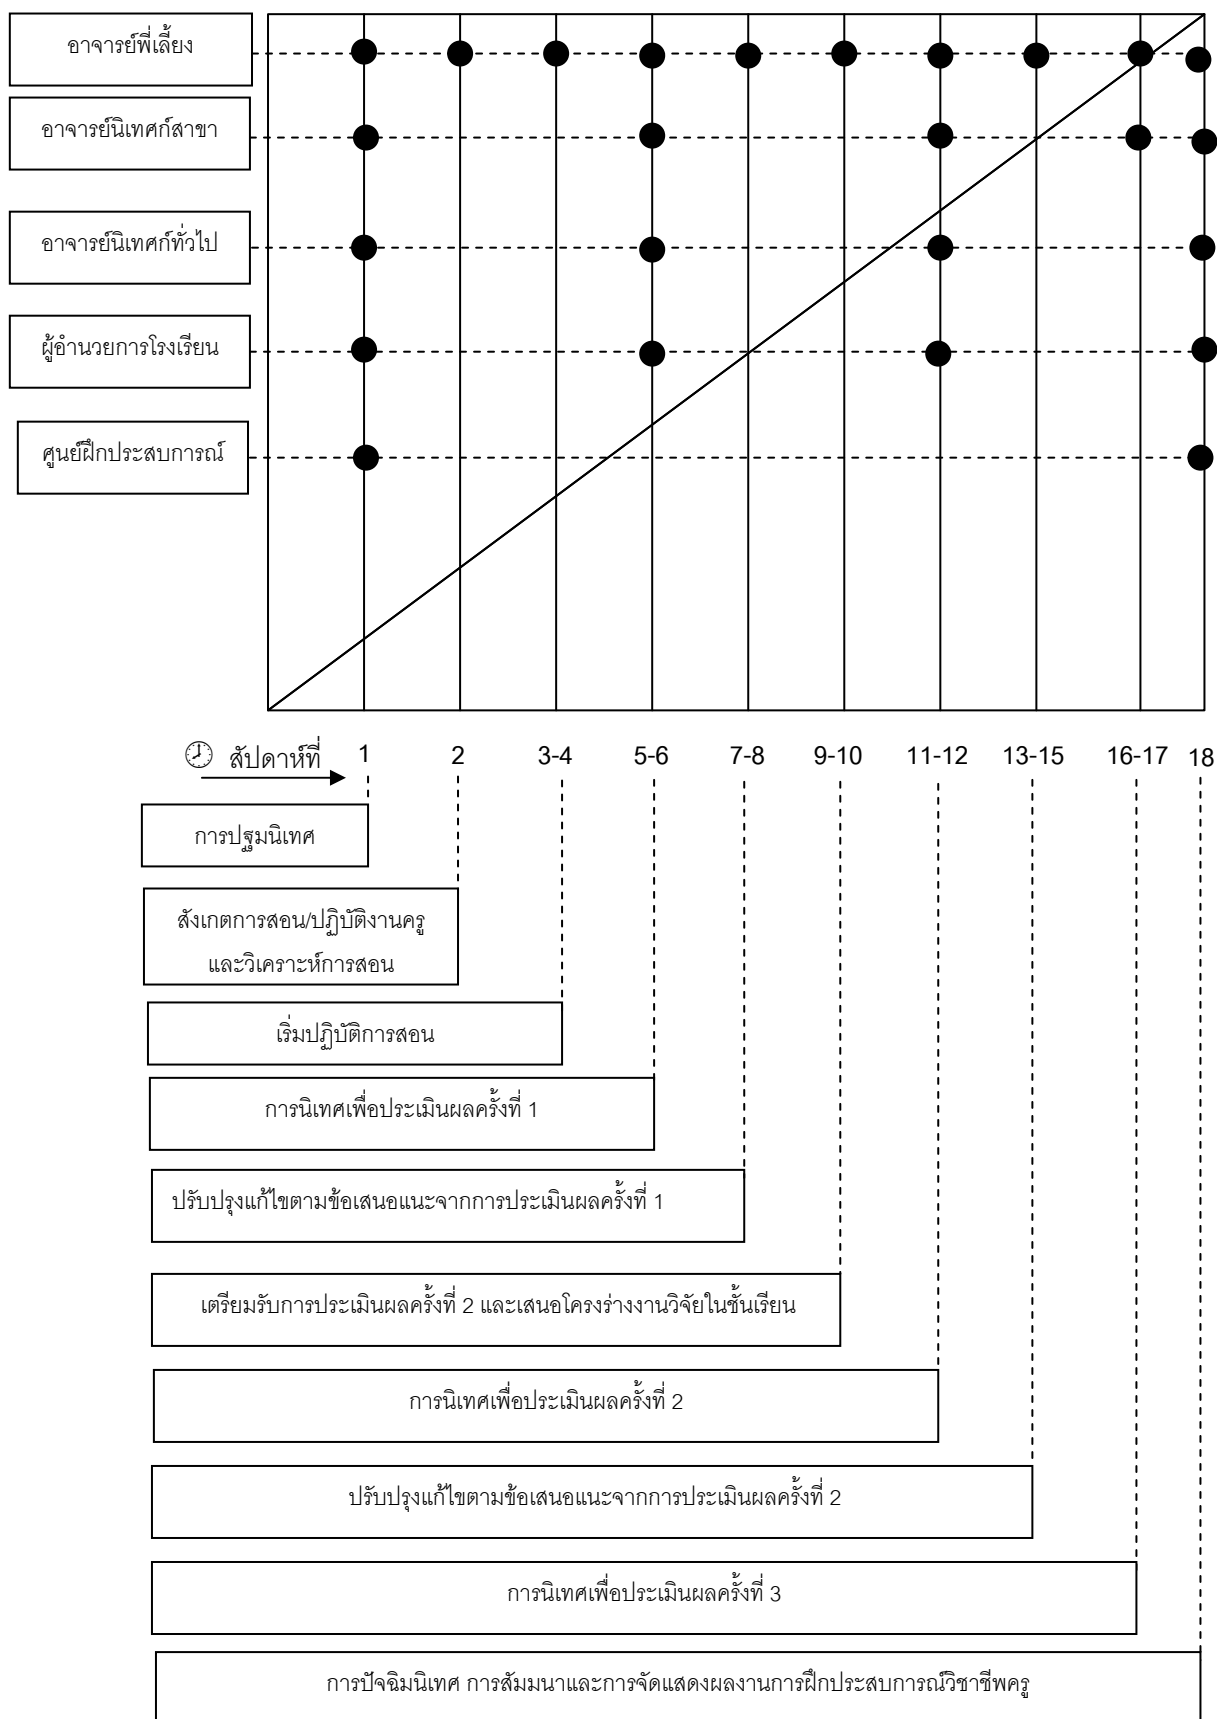 อาจารย์พี่เลี้ยง
อาจารย์นิเทศก์สาขา
อาจารย์นิเทศก์ทั่วไป
ผู้อำนวยการโรงเรียน
ศูนย์ฝึกประสบการณ์
สัปดาห์ที่ 1 2 3-4 5-6 7-8 9-10 11-12 13-15 16-17 18
การปฐมนิเทศ
สังเกตการสอน/ปฏิบัติงานครู
และวิเคราะห์การสอน
เริ่มปฏิบัติการสอน
การนิเทศเพื่อประเมินผลครั้งที่ 1
ปรับปรุงแก้ไขตามข้อเสนอแนะจากการประเมินผลครั้งที่ 1
เตรียมรับการประเมินผลครั้งที่ 2 และเสนอโครงร่างงานวิจัยในชั้นเรียน
การนิเทศเพื่อประเมินผลครั้งที่ 2
ปรับปรุงแก้ไขตามข้อเสนอแนะจากการประเมินผลครั้งที่ 2
การนิเทศเพื่อประเมินผลครั้งที่ 3
การปัจฉิมนิเทศ การสัมมนาและการจัดแสดงผลงานการฝึกประสบการณ์วิชาชีพครู